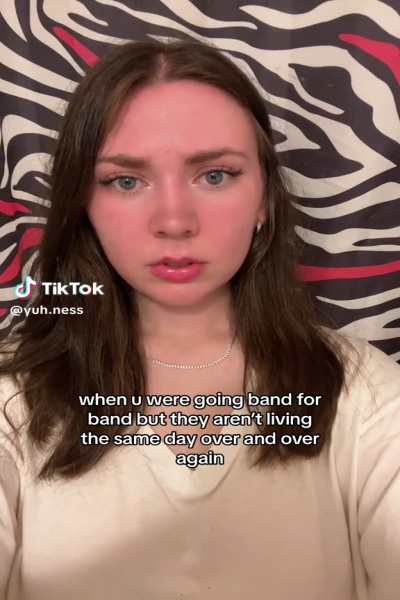 TikTok
@yuh.ness
when u were going band for
band but they aren't living
the same day over and over
again